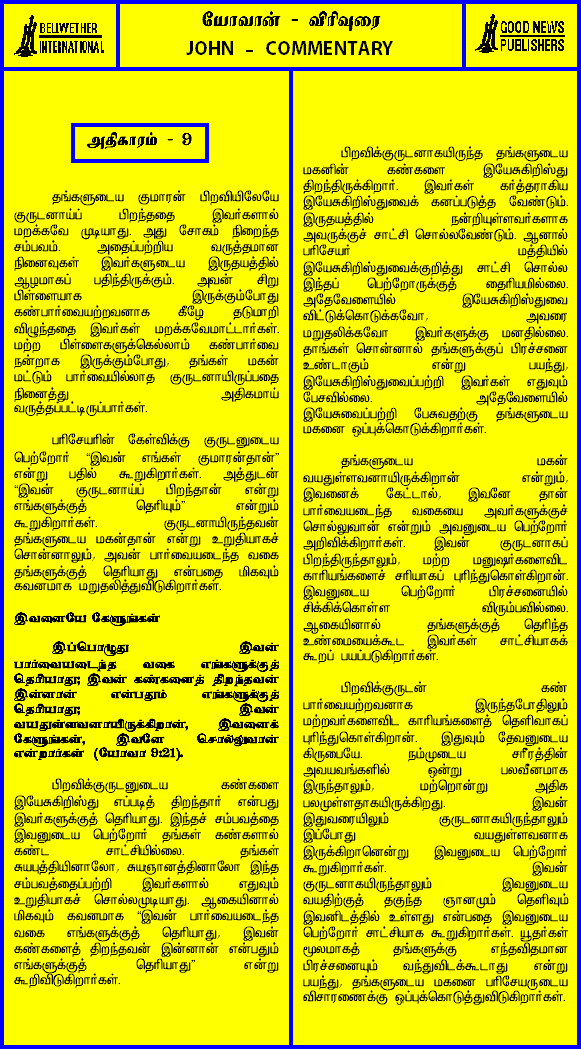 BELLWETHER
INTERNATIONAL
யோவான் - விரிவுரை
JOHN - COMMENTARY
GOOD NEWS
PUBLISHERS
அதிகாரம் - 9
தங்களுடைய குமாரன் பிறவியிலேயே
குருடனாய்ப் பிறந்ததை இவர்களால்
மறக்கவே முடியாது. அது சோகம் நிறைந்த
சம்பவம். அதைப்பற்றிய வருத்தமான
நினைவுகள் இவர்களுடைய இருதயத்தில்
ஆழமாகப் பதிந்திருக்கும். அவன் சிறு
பிள்ளையாக இருக்கும்போது
கண்பார்வையற்றவனாக கீழே தடுமாறி
விழுந்ததை இவர்கள் மறக்கவேமாட்டார்கள்.
மற்ற பிள்ளைகளுக்கெல்லாம் கண்பார்வை
நன்றாக இருக்கும்போது, தங்கள் மகன்
மட்டும் பார்வையில்லாத குருடனாயிருப்பதை
நினைத்து அதிகமாய்
வருத்தப்பட்டிருப்பார்கள்.
பரிசேயரின் கேள்விக்கு குருடனுடைய
பெற்றோர் “இவன் எங்கள் குமாரன்தான்”
என்று பதில் கூறுகிறார்கள். அத்துடன்
“இவன் குருடனாய்ப் பிறந்தான் என்று
எங்களுக்குத் தெரியும்” என்றும்
கூறுகிறார்கள். குருடனாயிருந்தவன்
தங்களுடைய மகன்தான் என்று உறுதியாகச்
சொன்னாலும், அவன் பார்வையடைந்த வகை
தங்களுக்குத் தெரியாது என்பதை மிகவும்
கவனமாக மறுதலித்துவிடுகிறார்கள்.
இவனையே கேளுங்கள்
இப்பொழுது இவன்
பார்வையடைந்த வகை எங்களுக்குத்
தெரியாது; இவன் கண்களைத் திறந்தவன்
இன்னான் என்பதும் எங்களுக்குத்
தெரியாது; இவன்
வயதுள்ளவனாயிருக்கிறான், இவனைக்
கேளுங்கள், இவனே சொல்லுவான்
என்றார்கள் (யோவா 9:21).
பிறவிக்குருடனுடைய கண்களை
இயேசுகிறிஸ்து எப்படித் திறந்தார் என்பது
இவர்களுக்குத் தெரியாது. இந்தச் சம்பவத்தை
இவனுடைய பெற்றோர் தங்கள் கண்களால்
கண்ட சாட்சியில்லை. தங்கள்
சுயபுத்தியினாலோ, சுயஞானத்தினாலோ இந்த
சம்பவத்தைப்பற்றி இவர்களால் எதுவும்
உறுதியாகச் சொல்லமுடியாது. ஆகையினால்
மிகவும் கவனமாக “இவன் பார்வையடைந்த
வகை எங்களுக்குத் தெரியாது, இவன்
கண்களைத் திறந்தவன் இன்னான் என்பதும்
எங்களுக்குத் தெரியாது” என்று
கூறிவிடுகிறார்கள்.
பிறவிக்குருடனாகயிருந்த தங்களுடைய
மகனின் கண்களை இயேசுகிறிஸ்து
திறந்திருக்கிறார். இவர்கள் கர்த்தராகிய
இயேசுகிறிஸ்துவைக் கனப்படுத்த வேண்டும்.
இருதயத்தில் நன்றியுள்ளவர்களாக
அவருக்குச் சாட்சி சொல்லவேண்டும். ஆனால்
பரிசேயர் மத்தியில்
இயேசுகிறிஸ்துவைக்குறித்து சாட்சி சொல்ல
இந்தப் பெற்றோருக்குத் தைரியமில்லை.
அதேவேளையில் இயேசுகிறிஸ்துவை
விட்டுக்கொடுக்கவோ, அவரை
மறுதலிக்கவோ இவர்களுக்கு மனதில்லை.
தாங்கள் சொன்னால் தங்களுக்குப் பிரச்சனை
உண்டாகும் என்று பயந்து,
இயேசுகிறிஸ்துவைப்பற்றி இவர்கள் எதுவும்
பேசவில்லை. அதேவேளையில்
இயேசுவைப்பற்றி பேசுவதற்கு தங்களுடைய
மகனை ஒப்புக்கொடுக்கிறார்கள்.
தங்களுடைய மகன்
வயதுள்ளவனாயிருக்கிறான் என்றும்,
இவனைக் கேட்டால், இவனே தான்
பார்வையடைந்த வகையை அவர்களுக்குச்
சொல்லுவான் என்றும் அவனுடைய பெற்றோர்
அறிவிக்கிறார்கள். இவன் குருடனாகப்
பிறந்திருந்தாலும், மற்ற மனுஷர்களைவிட
காரியங்களைச் சரியாகப் புரிந்துகொள்கிறான்.
இவனுடைய பெற்றோர் பிரச்சனையில்
சிக்கிக்கொள்ள விரும்பவில்லை.
ஆகையினால் தங்களுக்குத் தெரிந்த
உண்மையைக்கூட இவர்கள் சாட்சியாகக்
கூறப் பயப்படுகிறார்கள்.
பிறவிக்குருடன் கண்
பார்வையற்றவனாக இருந்தபோதிலும்
மற்றவர்களைவிட காரியங்களைத் தெளிவாகப்
புரிந்துகொள்கிறான். இதுவும் தேவனுடைய
கிருபையே. நம்முடைய சரீரத்தின்
அவயவங்களில் ஒன்று பலவீனமாக
இருந்தாலும், மற்றொன்று அதிக
பலமுள்ளதாகயிருக்கிறது. இவன்
இதுவரையிலும் குருடனாகயிருந்தாலும்
இப்போது வயதுள்ளவனாக
இருக்கிறானென்று இவனுடைய பெற்றோர்
கூறுகிறார்கள். இவன்
குருடனாகயிருந்தாலும் இவனுடைய
வயதிற்குத் தகுந்த ஞானமும் தெளிவும்
இவனிடத்தில் உள்ளது என்பதை இவனுடைய
பெற்றோர் சாட்சியாக கூறுகிறார்கள். யூதர்கள்
மூலமாகத் தங்களுக்கு எந்தவிதமான
பிரச்சனையும் வந்துவிடக்கூடாது என்று
பயந்து, தங்களுடைய மகனை பரிசேயருடைய
விசாரணைக்கு ஒப்புக்கொடுத்துவிடுகிறார்கள்.